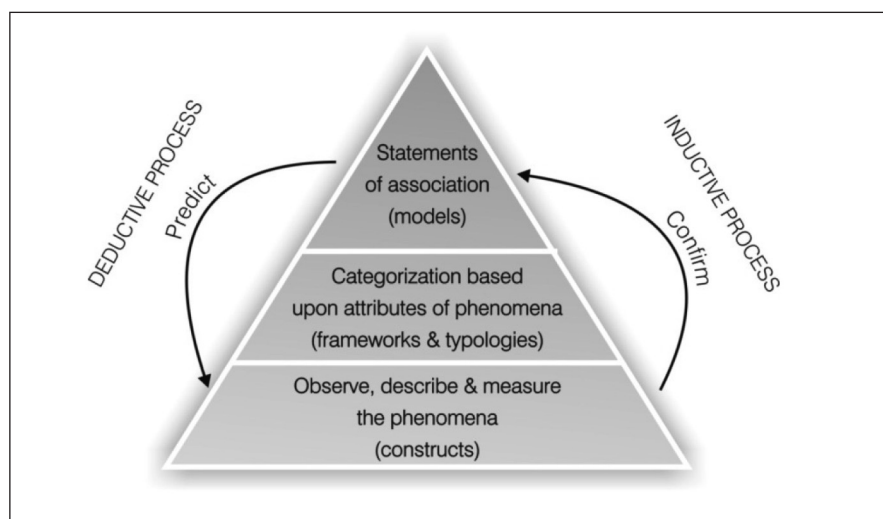 DEDUCTIVE PROCESS
Predict
Statements
of association
(models)
Categorization based
upon attributes of phenomena
(frameworks & typologies)
Observe, describe & measure
the phenomena
(constructs)
Confirm
INDUCTIVE PROCESS